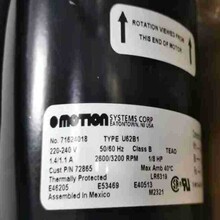 ROTATION VIEWED FROM
THIS END OF MOTOR
MOTION
SYSTEMS CORP
EATONTOWN, NJ USA
No. 71624018 TYPE U62B1
220-240 V 50/60 Hz Class B TEAO
1.4/1.1 A 2600/3200 RPM 1/8 HP
Cust P/N 72865 Max Amb 40°C
Thermally Protected LR6319
E46205 E53469 E40513
Assembled in Mexico M2321